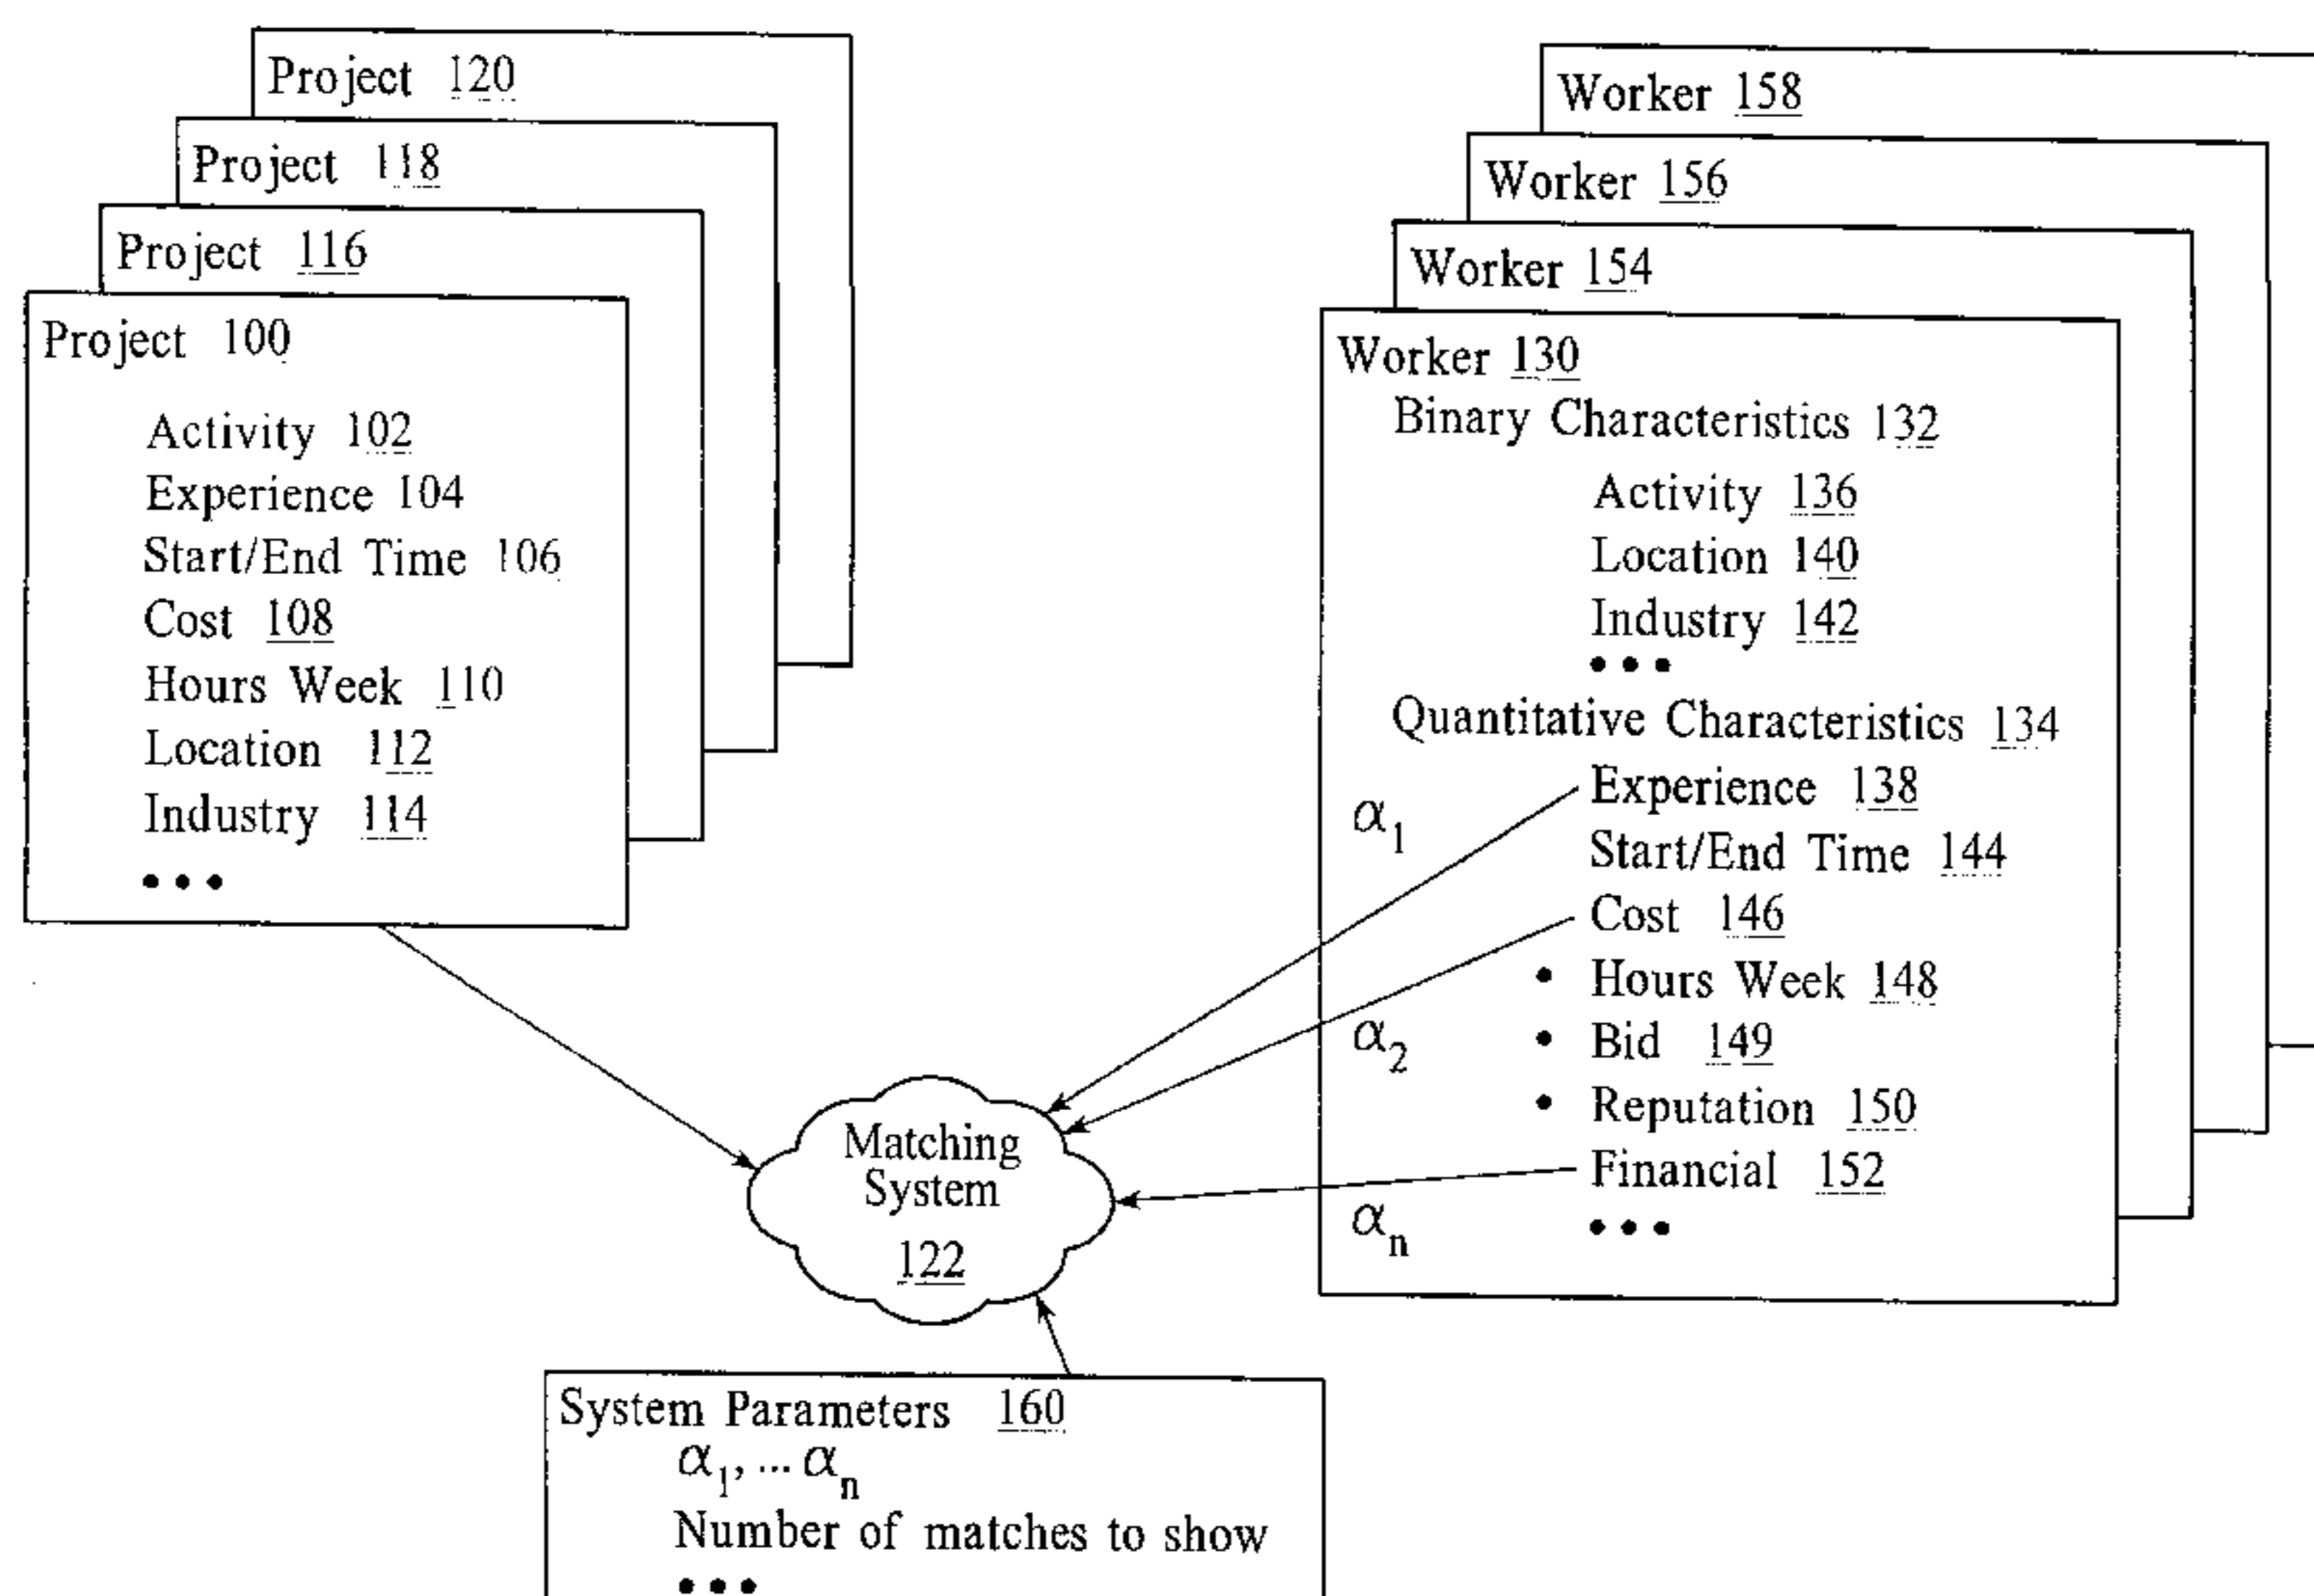 Project 120
Project 118
Project 116
Project 100
Activity 102
Experience 104
Start/End Time 106
Cost 108
Hours Week 110
Location 112
Industry 114
• • •
Worker 158
Worker 156
Worker 154
Worker 130
Binary Characteristics 132
Activity 136
Location 140
Industry 142
• • •
Quantitative Characteristics 134
Experience 138
α1
Start/End Time 144
Cost 146
• Hours Week 148
α2
• Bid 149
• Reputation 150
Financial 152
αn
• • •
Matching
System
122
System Parameters 160
α1, ... αn
Number of matches to show
• • •